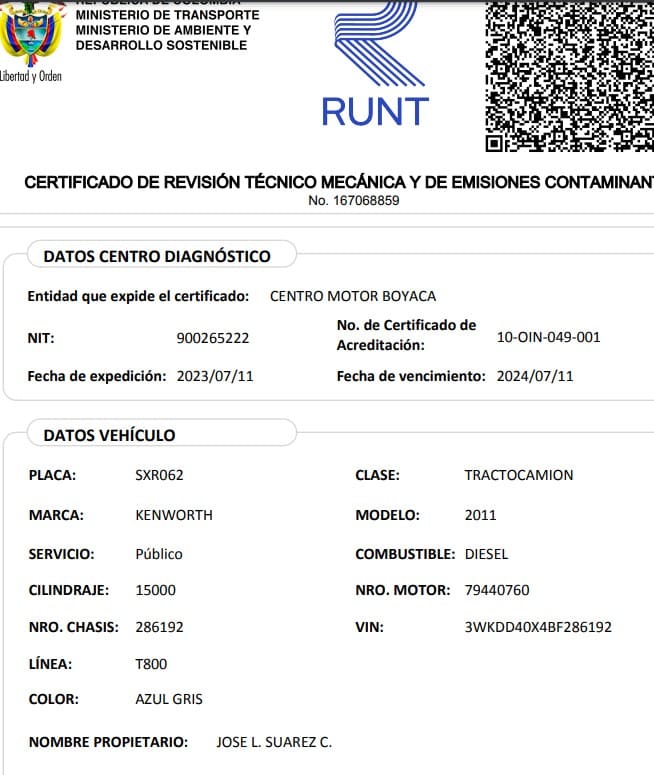 REPÚBLICA DE COLOMBIA
MINISTERIO DE TRANSPORTE
MINISTERIO DE AMBIENTE Y
DESARROLLO SOSTENIBLE
Libertad y Orden
RUNT
CERTIFICADO DE REVISIÓN TÉCNICO MECÁNICA Y DE EMISIONES CONTAMINAN
No. 167068859
DATOS CENTRO DIAGNÓSTICO
Entidad que expide el certificado: CENTRO MOTOR BOYACA
NIT: 900265222 No. de Certificado de Acreditación: 10-OIN-049-001
Fecha de expedición: 2023/07/11 Fecha de vencimiento: 2024/07/11
DATOS VEHÍCULO
PLACA: SXR062 CLASE: TRACTOCAMION
MARCA: KENWORTH MODELO: 2011
SERVICIO: Público COMBUSTIBLE: DIESEL
CILINDRAJE: 15000 NRO. MOTOR: 79440760
NRO. CHASIS: 286192 VIN: 3WKDD40X4BF286192
LÍNEA: T800
COLOR: AZUL GRIS
NOMBRE PROPIETARIO: JOSE L. SUAREZ C.